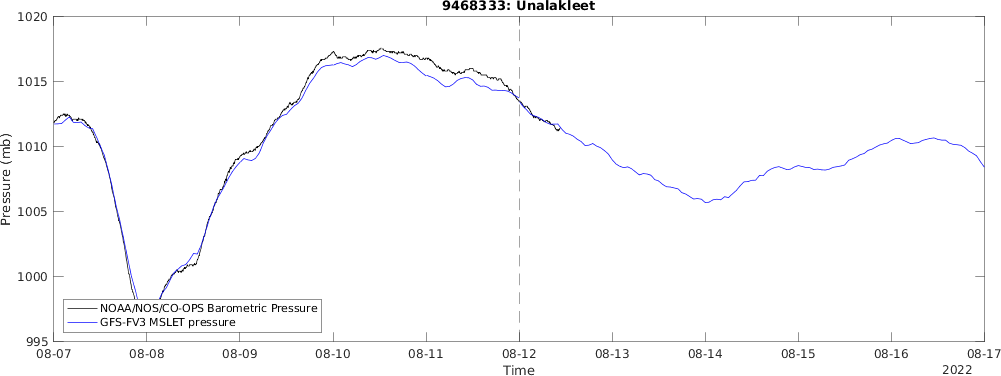 9468333: Unalakleet
Pressure (mb)
1020
1015
1010
1005
1000
995
NOAA/NOS/CO-OPS Barometric Pressure
GFS-FV3 MSLET pressure
08-07 08-08 08-09 08-10 08-11 08-12 08-13 08-14 08-15 08-16 08-17
Time
2022